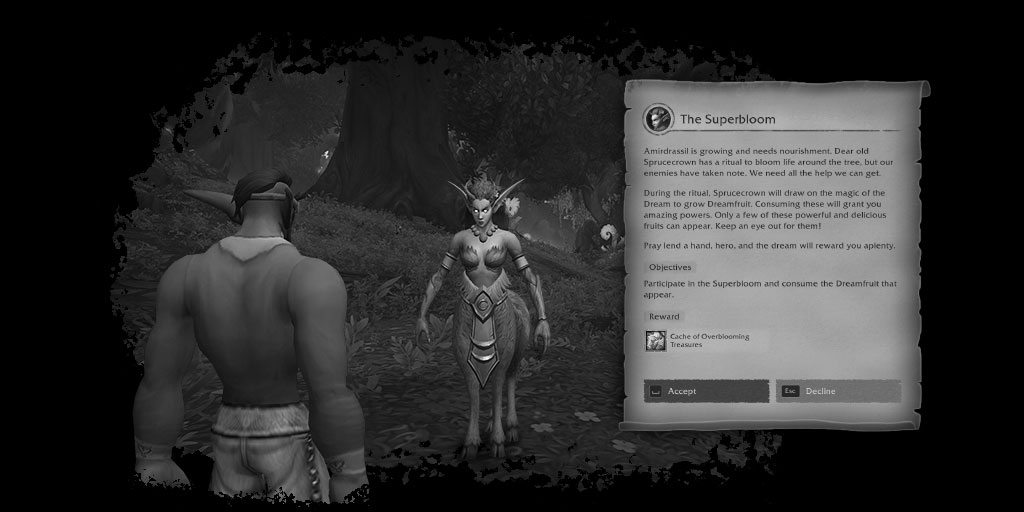 The Superbloom
Amirdrassil is growing and needs nourishment. Dear old
Sprucecrown has a ritual to bloom life around the tree, but our
enemies have taken note. We need all the help we can get.
During the ritual, Sprucecrown will draw on the magic of the
Dream to grow Dreamfruit. Consuming these will grant you
amazing powers. Only a few of these powerful and delicious
fruits can appear. Keep an eye out for them!
Pray lend a hand, hero, and the dream will reward you aplenty.
Objectives
Participate in the Superbloom and consume the Dreamfruit that
appear.
Reward
Cache of Overblooming
Treasures
Accept
Esc Decline